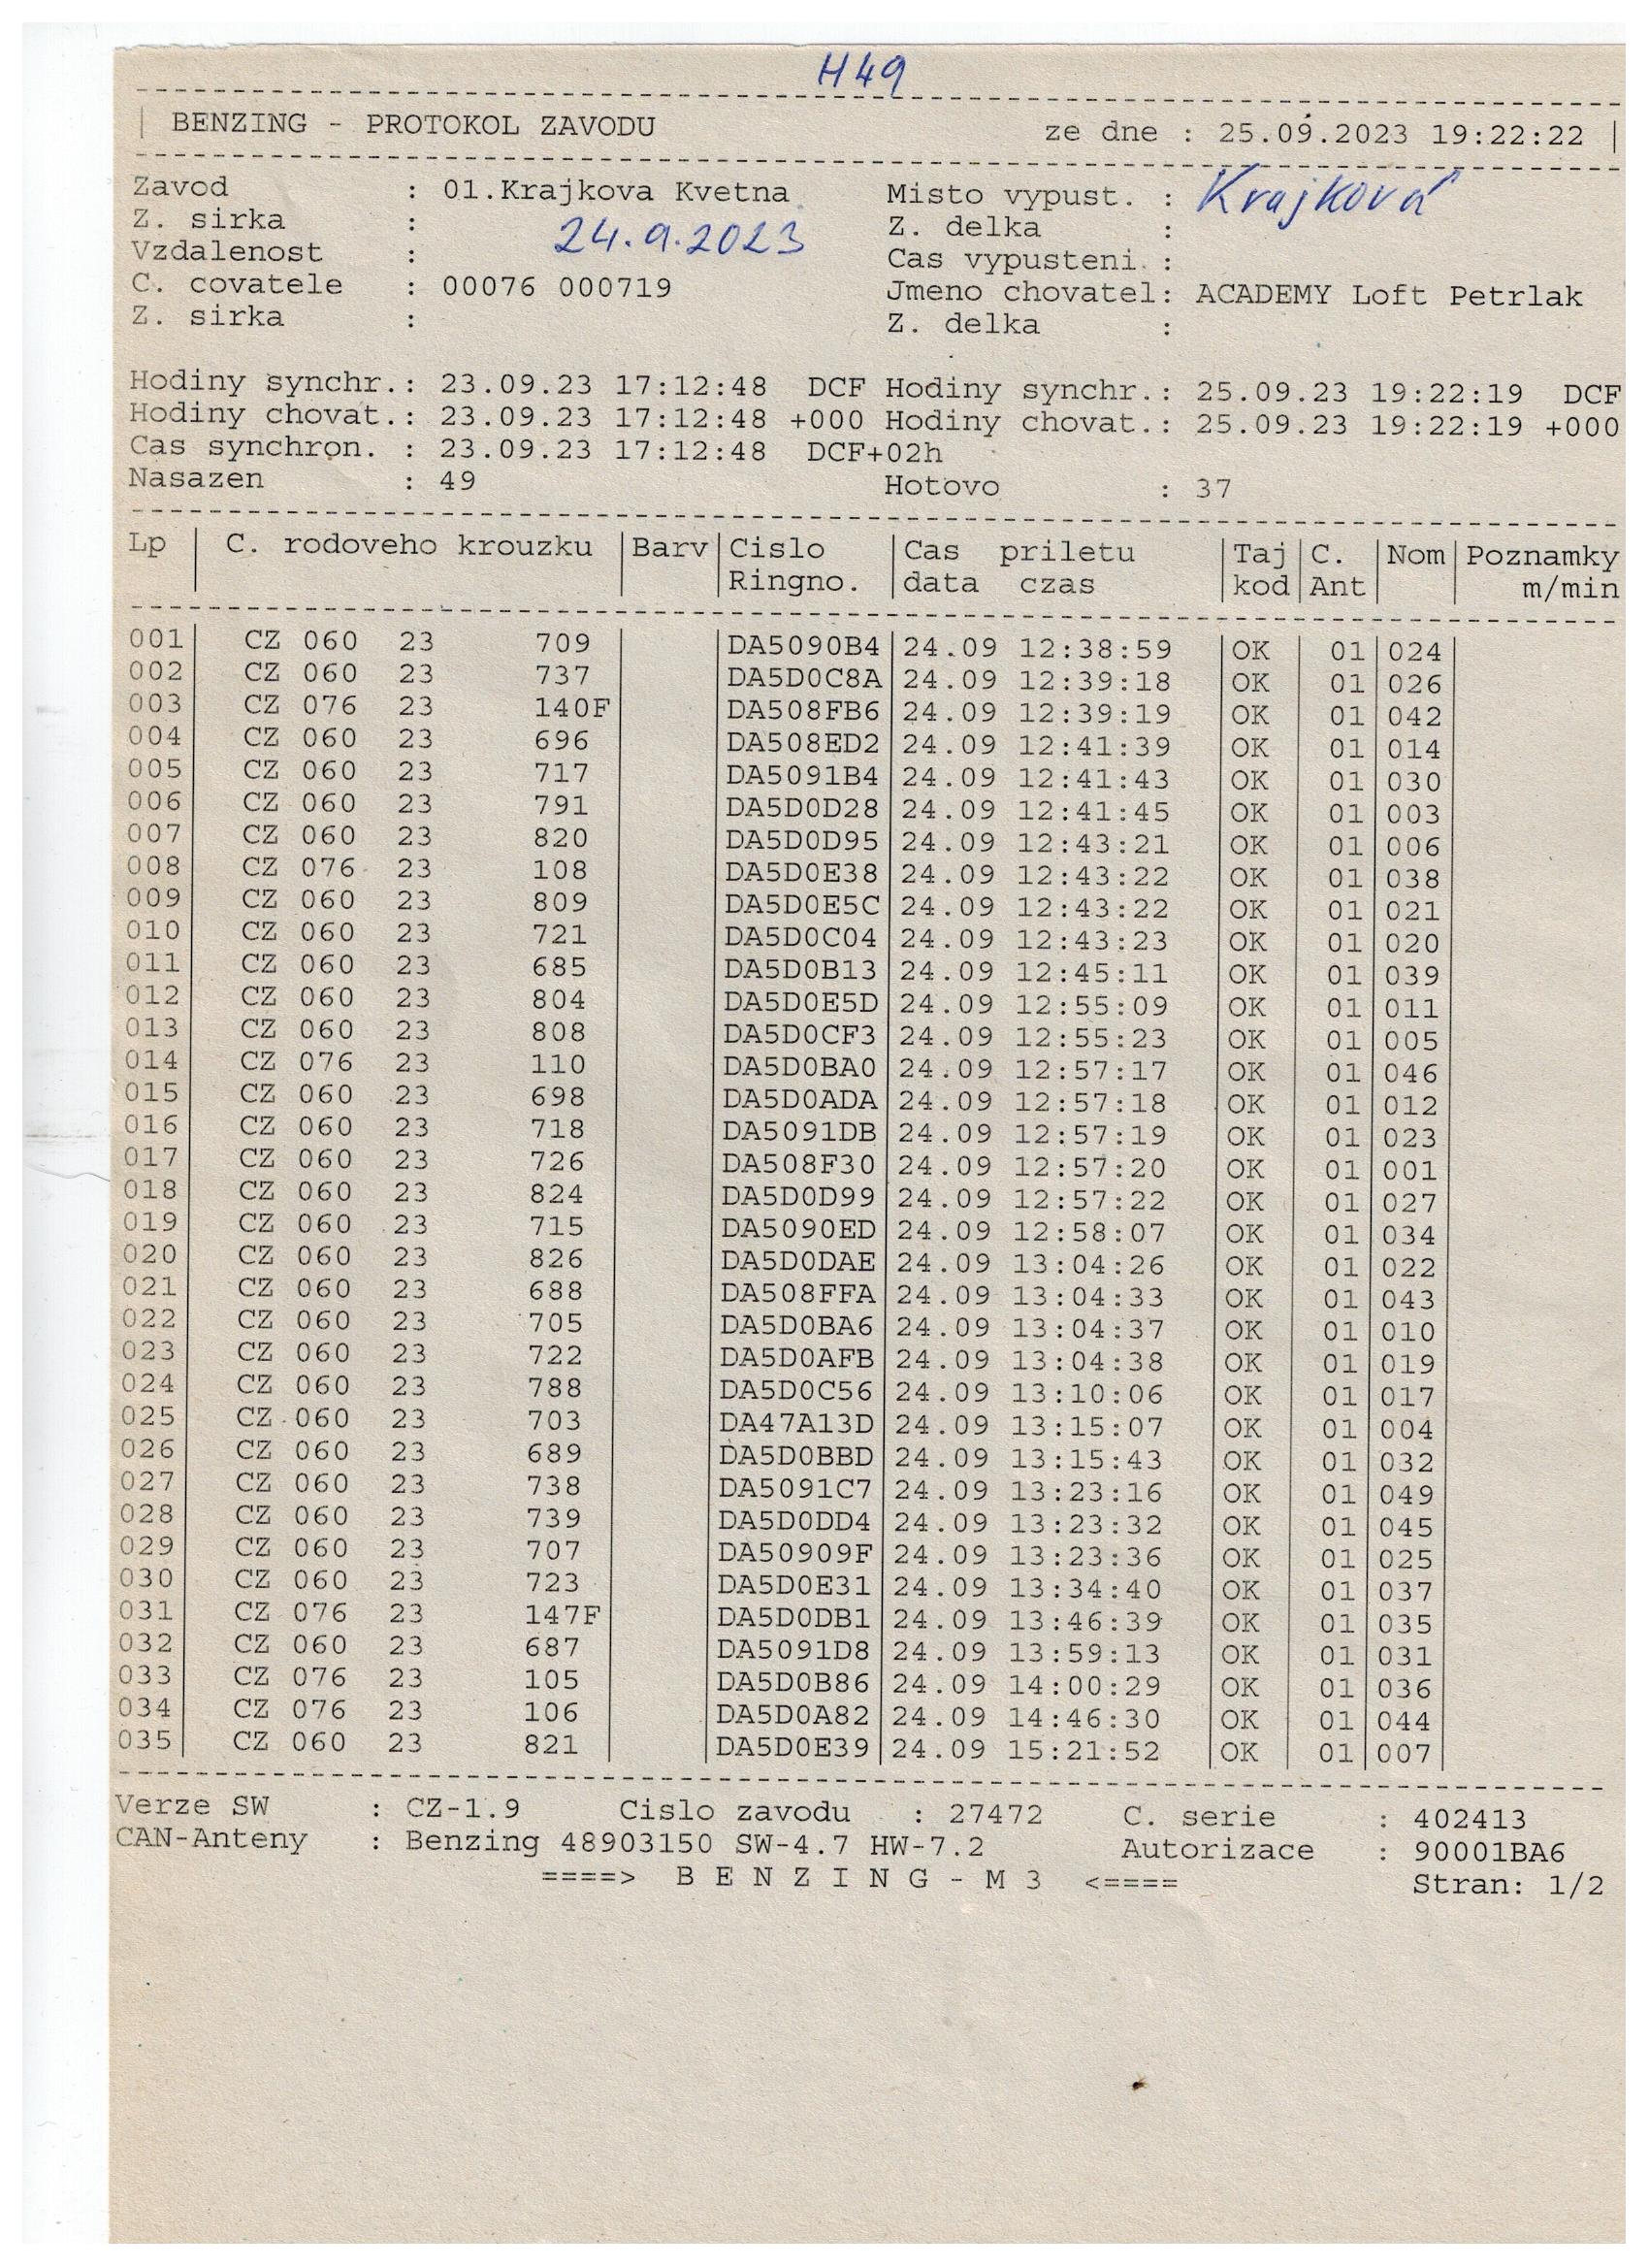 H49
BENZING - PROTOKOL ZAVODU ze dne : 25.09.2023 19:22:22
Zavod : 01.Krajkova Kvetna Misto vypust. : Krajková
Z. sirka : 24.9.2023 Z. delka :
Vzdalenost : Cas vypusteni :
C. covatele : 00076 000719 Jmeno chovatel: ACADEMY Loft Petrlak
Z. sirka : Z. delka :
Hodiny synchr.: 23.09.23 17:12:48 DCF Hodiny synchr.: 25.09.23 19:22:19 DCF
Hodiny chovat.: 23.09.23 17:12:48 +000 Hodiny chovat.: 25.09.23 19:22:19 +000
Cas synchron. : 23.09.23 17:12:48 DCF+02h
Nasazen : 49 Hotovo : 37
Lp | C. rodoveho krouzku | Barv | Cislo | Cas priletu | Taj | C. | Nom | Poznamky
Ringno. | data czas | kod | Ant | m/min
001 | CZ 060 23 709 | | DA5090B4 | 24.09 12:38:59 | OK | 01 | 024 |
002 | CZ 060 23 737 | | DA5D0C8A | 24.09 12:39:18 | OK | 01 | 026 |
003 | CZ 076 23 140F | | DA508FB6 | 24.09 12:39:19 | OK | 01 | 042 |
004 | CZ 060 23 696 | | DA508ED2 | 24.09 12:41:39 | OK | 01 | 014 |
005 | CZ 060 23 717 | | DA5091B4 | 24.09 12:41:43 | OK | 01 | 030 |
006 | CZ 060 23 791 | | DA5D0D28 | 24.09 12:41:45 | OK | 01 | 003 |
007 | CZ 060 23 820 | | DA5D0D95 | 24.09 12:43:21 | OK | 01 | 006 |
008 | CZ 076 23 108 | | DA5D0E38 | 24.09 12:43:22 | OK | 01 | 038 |
009 | CZ 060 23 809 | | DA5D0E5C | 24.09 12:43:22 | OK | 01 | 021 |
010 | CZ 060 23 721 | | DA5D0C04 | 24.09 12:43:23 | OK | 01 | 020 |
011 | CZ 060 23 685 | | DA5D0B13 | 24.09 12:45:11 | OK | 01 | 039 |
012 | CZ 060 23 804 | | DA5D0E5D | 24.09 12:55:09 | OK | 01 | 011 |
013 | CZ 060 23 808 | | DA5D0CF3 | 24.09 12:55:23 | OK | 01 | 005 |
014 | CZ 076 23 110 | | DA5D0BA0 | 24.09 12:57:17 | OK | 01 | 046 |
015 | CZ 060 23 698 | | DA5D0ADA | 24.09 12:57:18 | OK | 01 | 012 |
016 | CZ 060 23 718 | | DA5091DB | 24.09 12:57:19 | OK | 01 | 023 |
017 | CZ 060 23 726 | | DA508F30 | 24.09 12:57:20 | OK | 01 | 001 |
018 | CZ 060 23 824 | | DA5D0D99 | 24.09 12:57:22 | OK | 01 | 027 |
019 | CZ 060 23 715 | | DA5090ED | 24.09 12:58:07 | OK | 01 | 034 |
020 | CZ 060 23 826 | | DA5D0DAE | 24.09 13:04:26 | OK | 01 | 022 |
021 | CZ 060 23 688 | | DA508FFA | 24.09 13:04:33 | OK | 01 | 043 |
022 | CZ 060 23 705 | | DA5D0BA6 | 24.09 13:04:37 | OK | 01 | 010 |
023 | CZ 060 23 722 | | DA5D0AFB | 24.09 13:04:38 | OK | 01 | 019 |
024 | CZ 060 23 788 | | DA5D0C56 | 24.09 13:10:06 | OK | 01 | 017 |
025 | CZ 060 23 703 | | DA47A13D | 24.09 13:15:07 | OK | 01 | 004 |
026 | CZ 060 23 689 | | DA5D0BBD | 24.09 13:15:43 | OK | 01 | 032 |
027 | CZ 060 23 738 | | DA5091C7 | 24.09 13:23:16 | OK | 01 | 049 |
028 | CZ 060 23 739 | | DA5D0DD4 | 24.09 13:23:32 | OK | 01 | 045 |
029 | CZ 060 23 707 | | DA50909F | 24.09 13:23:36 | OK | 01 | 025 |
030 | CZ 060 23 723 | | DA5D0E31 | 24.09 13:34:40 | OK | 01 | 037 |
031 | CZ 076 23 147F | | DA5D0DB1 | 24.09 13:46:39 | OK | 01 | 035 |
032 | CZ 060 23 687 | | DA5091D8 | 24.09 13:59:13 | OK | 01 | 031 |
033 | CZ 076 23 105 | | DA5D0B86 | 24.09 14:00:29 | OK | 01 | 036 |
034 | CZ 076 23 106 | | DA5D0A82 | 24.09 14:46:30 | OK | 01 | 044 |
035 | CZ 060 23 821 | | DA5D0E39 | 24.09 15:21:52 | OK | 01 | 007 |
Verze SW : CZ-1.9 Cislo zavodu : 27472 C. serie : 402413
CAN-Anteny : Benzing 48903150 SW-4.7 HW-7.2 Autorizace : 90001BA6
====> B E N Z I N G - M 3 <==== Stran: 1/2